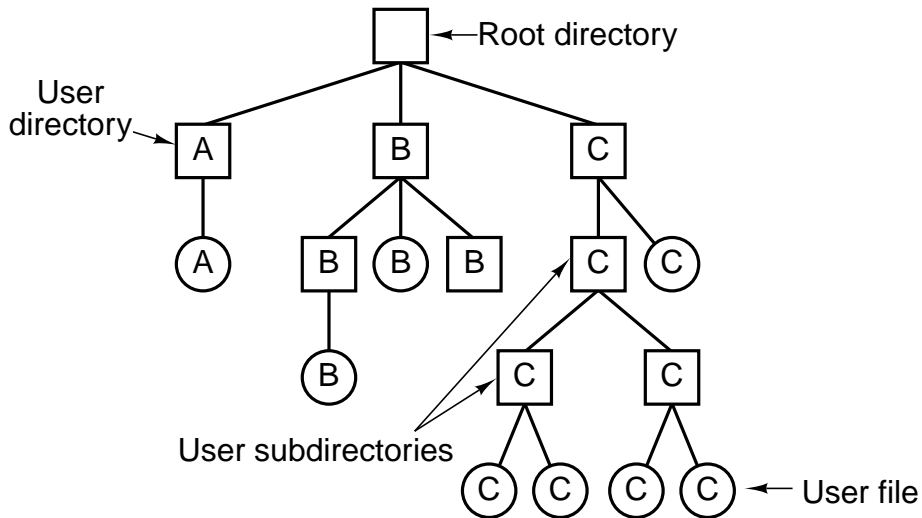 Root directory
User
directory
A B C
A B B B C C
B C C
User subdirectories
C C C C
User file